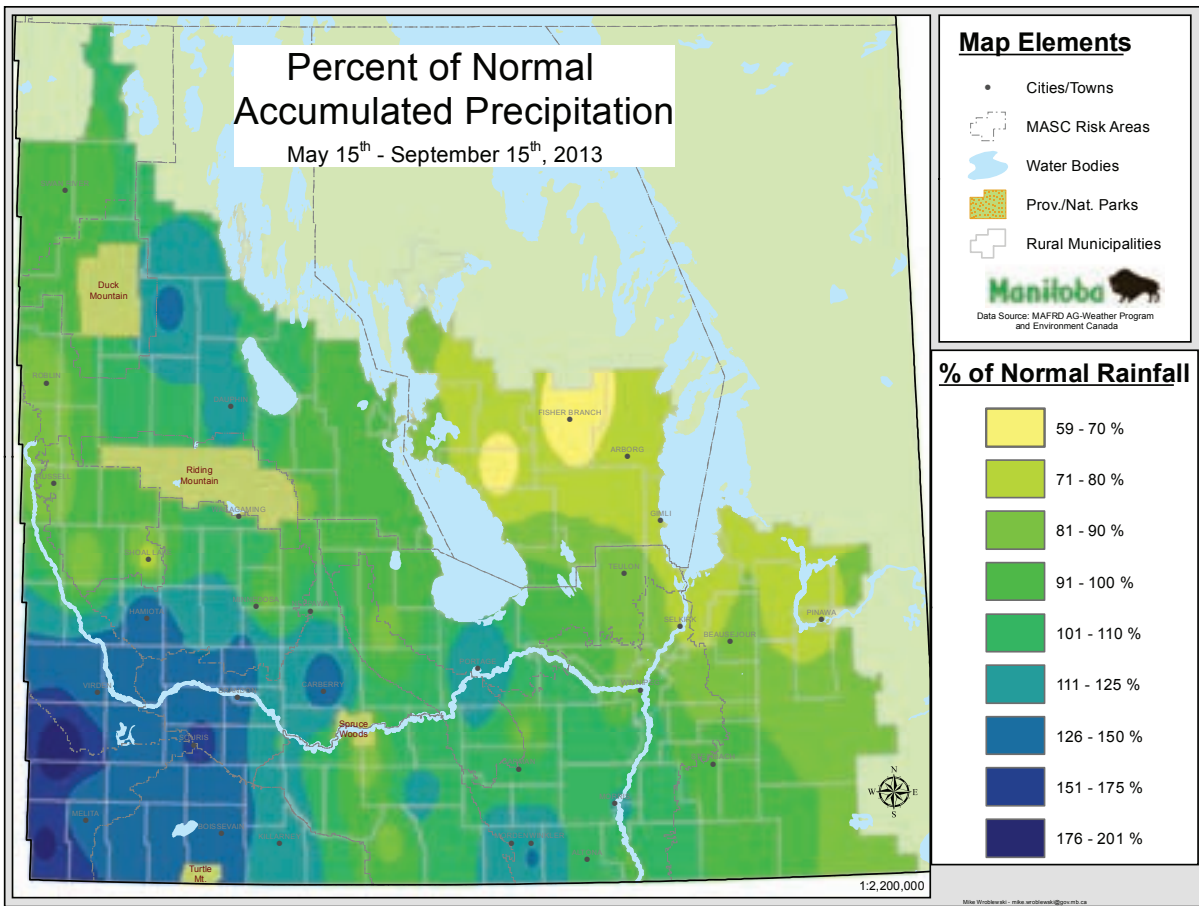 Percent of Normal
Accumulated Precipitation
May 15th - September 15th, 2013
Duck
Mountain
ROBLIN
FISHER BRANCH
ARBORG
Riding
Mountain
GIMLI
SHOAL LAKE
TEULON
HAMIOTA
PINAWA
SELKIRK
BEAUSEJOUR
VIRDEN
CARBERRY
Spruce
Woods
SOURIS
MELITA
BOISSEVAIN
Turtle
Mt.
N
W
E
S
1:2,200,000
Map Elements
Cities/Towns
MASC Risk Areas
Water Bodies
Prov./Nat. Parks
Rural Municipalities
Manitoba
Data Source: MAFRD AG-Weather Program
and Environment Canada
% of Normal Rainfall
59 - 70 %
71 - 80 %
81 - 90 %
91 - 100 %
101 - 110 %
111 - 125 %
126 - 150 %
151 - 175 %
176 - 201 %
Mike Wroblewski - mike.wroblewski@gov.mb.ca